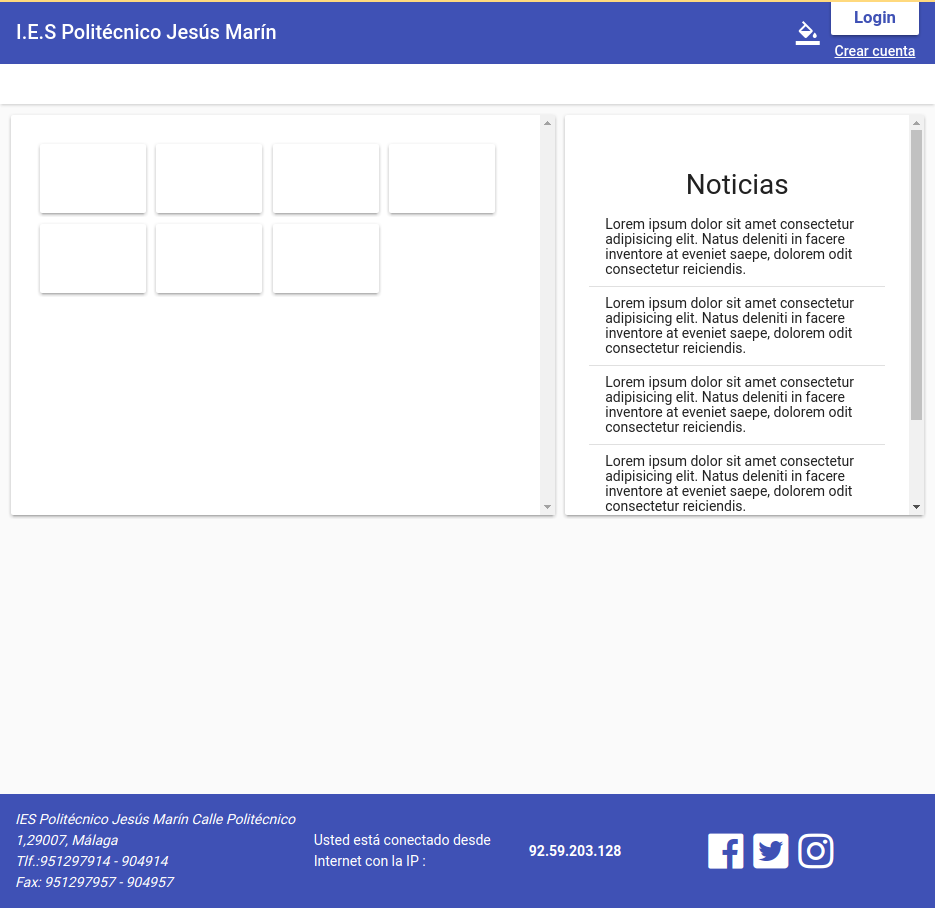 I.E.S Politécnico Jesús Marín
Login
Crear cuenta
Noticias
Lorem ipsum dolor sit amet consectetur
adipisicing elit. Natus deleniti in facere
inventore at eveniet saepe, dolorem odit
consectetur reiciendis.
Lorem ipsum dolor sit amet consectetur
adipisicing elit. Natus deleniti in facere
inventore at eveniet saepe, dolorem odit
consectetur reiciendis.
Lorem ipsum dolor sit amet consectetur
adipisicing elit. Natus deleniti in facere
inventore at eveniet saepe, dolorem odit
consectetur reiciendis.
Lorem ipsum dolor sit amet consectetur
adipisicing elit. Natus deleniti in facere
inventore at eveniet saepe, dolorem odit
consectetur reiciendis.
IES Politécnico Jesús Marín Calle Politécnico
1,29007, Málaga
Tlf.:951297914 - 904914
Fax: 951297957 - 904957
Usted está conectado desde
Internet con la IP :
92.59.203.128